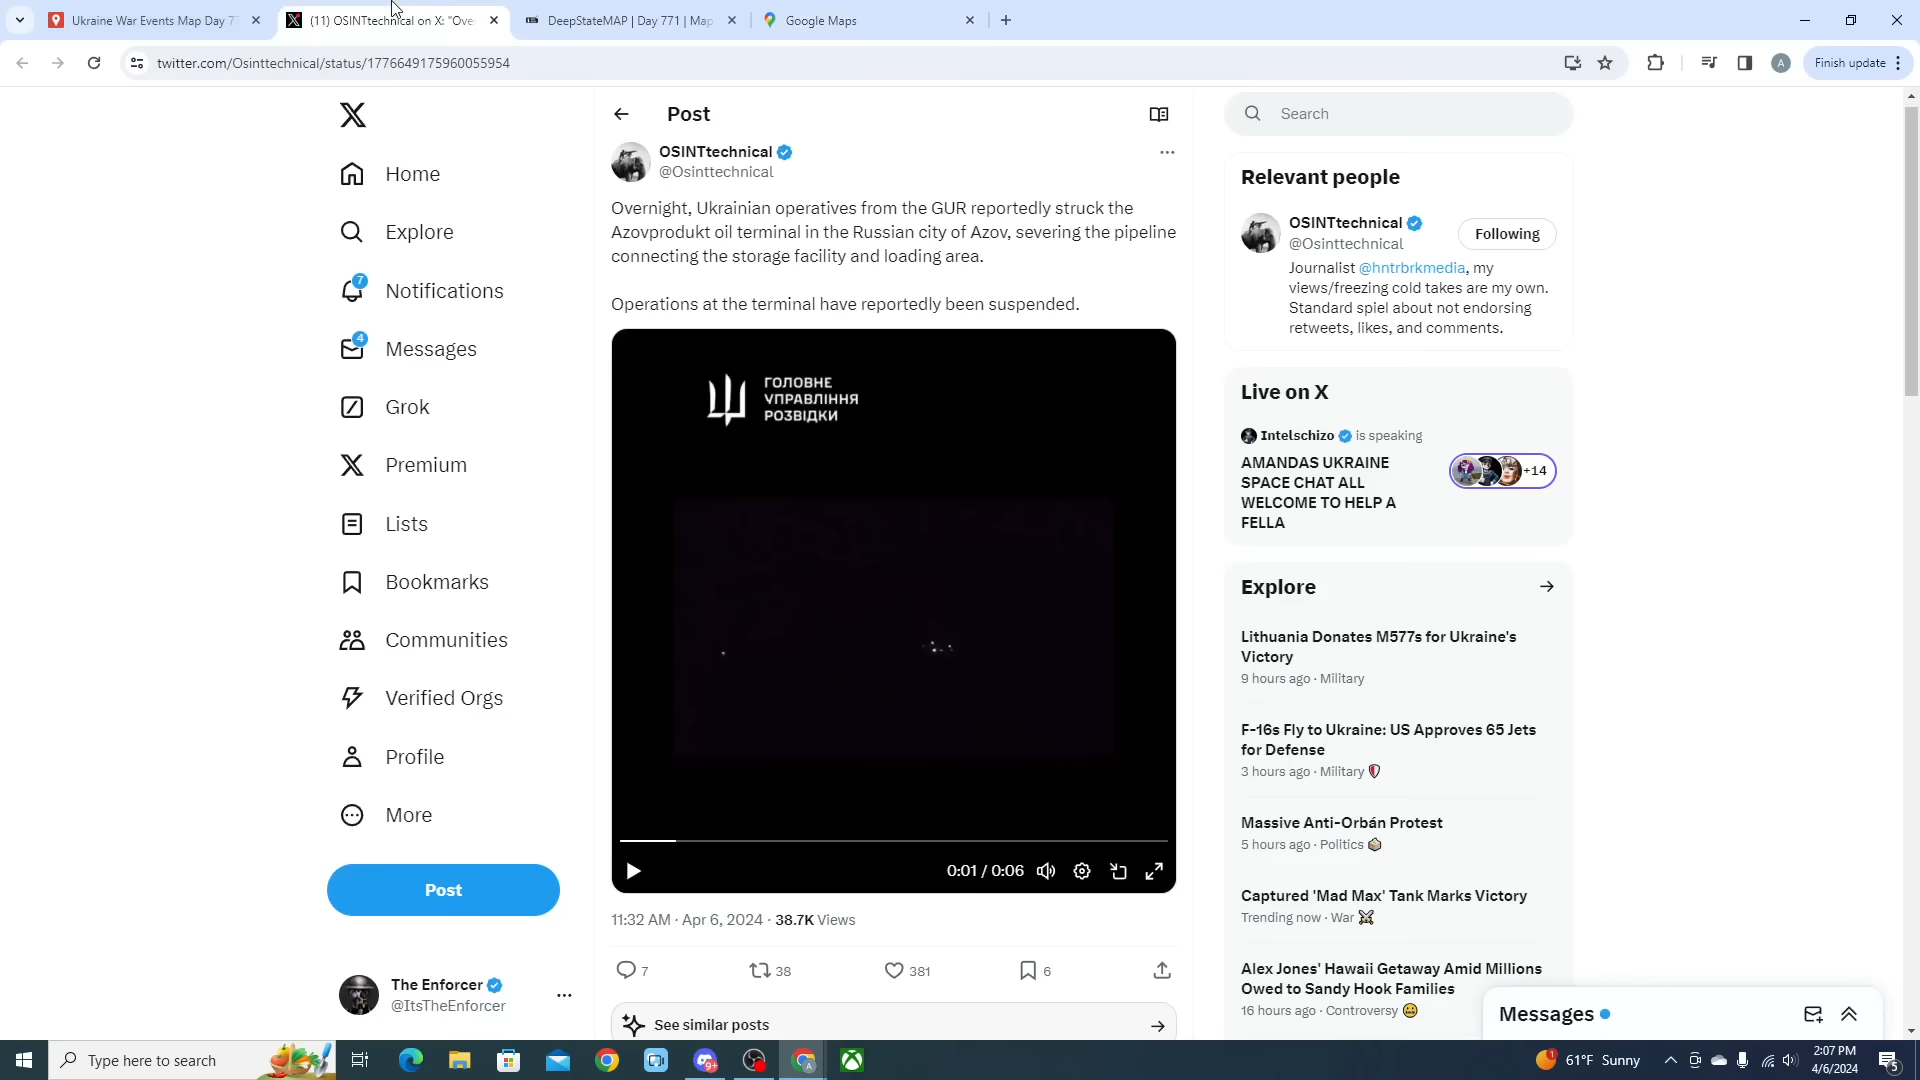 Ukraine War Events Map Day 7
(11) OSINTtechnical on X: "Ove
DeepStateMAP | Day 771 | Map
Google Maps
twitter.com/Osinttechnical/status/1776649175960055954
A
Finish update
Post
Search
OSINTtechnical
@Osinttechnical
Overnight, Ukrainian operatives from the GUR reportedly struck the
Azovprodukt oil terminal in the Russian city of Azov, severing the pipeline
connecting the storage facility and loading area.
Operations at the terminal have reportedly been suspended.
ГОЛОВНЕ
УПРАВЛІННЯ
РОЗВІДКИ
0:01 / 0:06
11:32 AM · Apr 6, 2024 · 38.7K Views
7
38
381
6
See similar posts
Home
Explore
7
Notifications
4
Messages
Grok
Premium
Lists
Bookmarks
Communities
Verified Orgs
Profile
More
Post
The Enforcer
@ItsTheEnforcer
Relevant people
OSINTtechnical
@Osinttechnical
Following
Journalist @hntrbrkmedia, my
views/freezing cold takes are my own.
Standard spiel about not endorsing
retweets, likes, and comments.
Live on X
Intelschizo is speaking
AMANDAS UKRAINE
SPACE CHAT ALL
WELCOME TO HELP A
FELLA
+14
Explore
Lithuania Donates M577s for Ukraine's
Victory
9 hours ago · Military
F-16s Fly to Ukraine: US Approves 65 Jets
for Defense
3 hours ago · Military
Massive Anti-Orbán Protest
5 hours ago · Politics
Captured 'Mad Max' Tank Marks Victory
Trending now · War
Alex Jones' Hawaii Getaway Amid Millions
Owed to Sandy Hook Families
16 hours ago · Controversy
Messages
Type here to search
9+
A
1
61°F Sunny
2:07 PM
4/6/2024
5